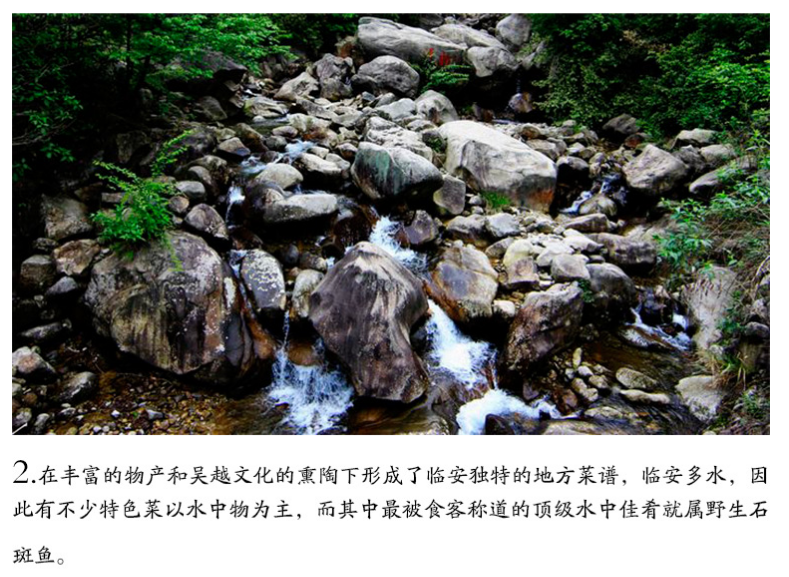 2.在丰富的物产和吴越文化的熏陶下形成了临安独特的地方菜谱，临安多水，因
此有不少特色菜以水中物为主，而其中最被食客称道的顶级水中佳肴就属野生石
斑鱼。